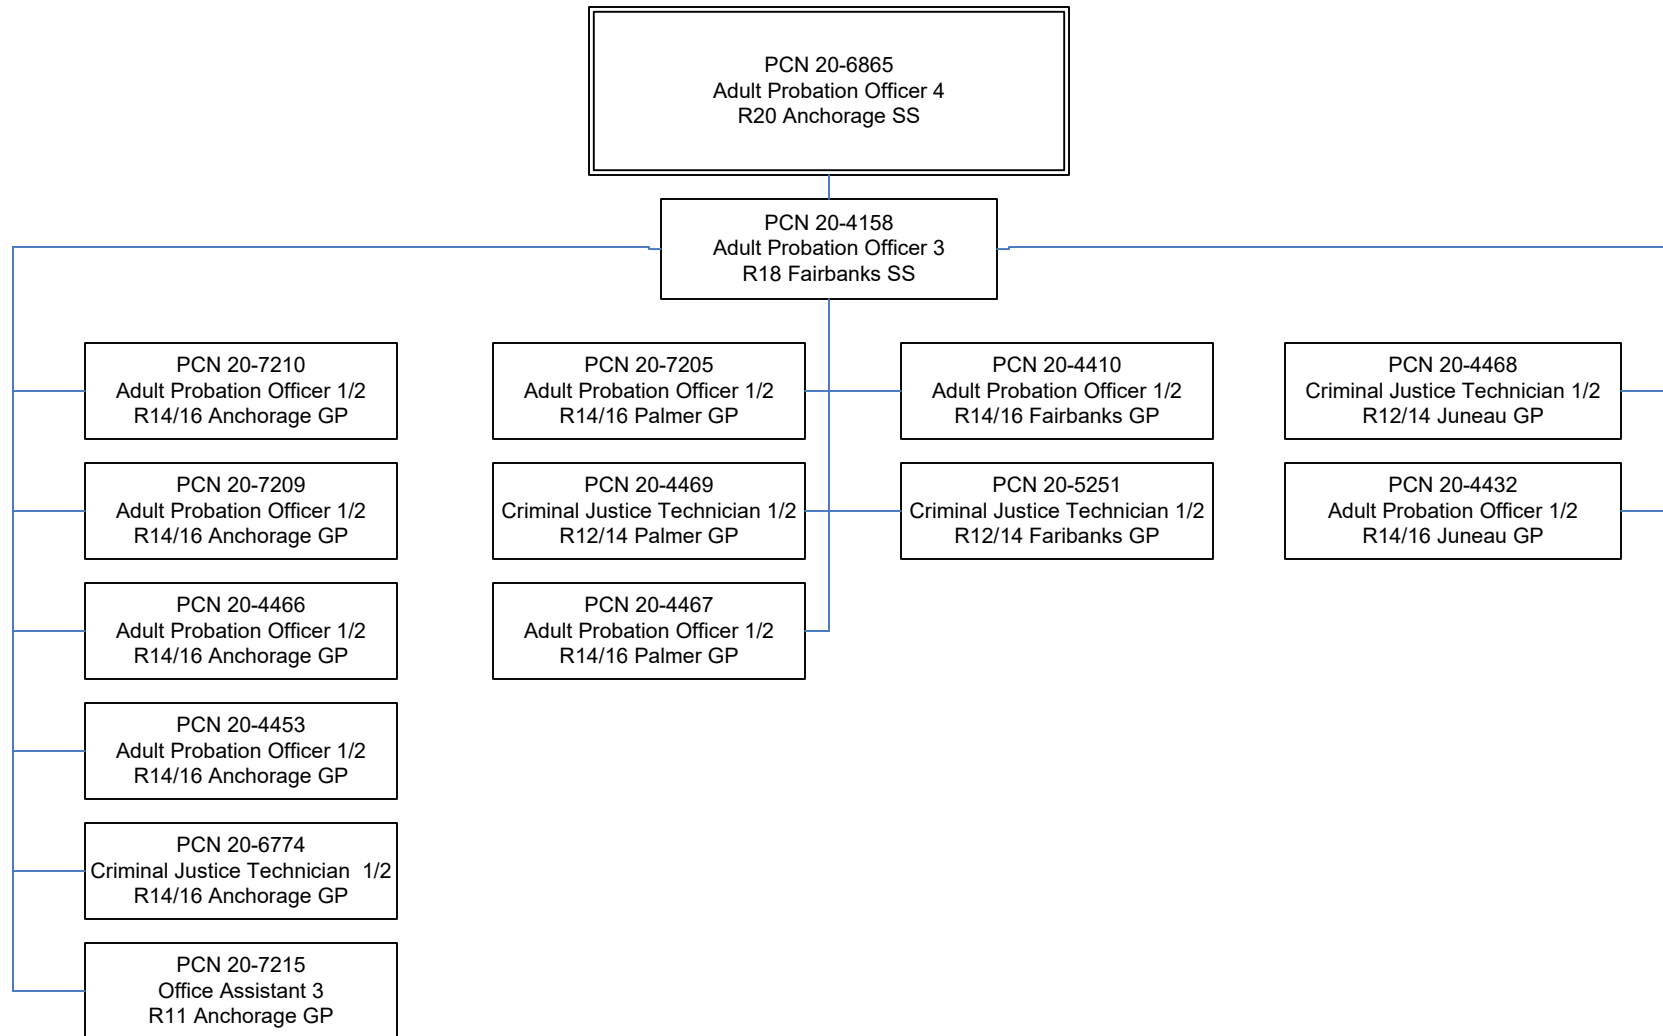 PCN 20-6865
Adult Probation Officer 4
R20 Anchorage SS
PCN 20-4158
Adult Probation Officer 3
R18 Fairbanks SS
PCN 20-7210
Adult Probation Officer 1/2
R14/16 Anchorage GP
PCN 20-7205
Adult Probation Officer 1/2
R14/16 Palmer GP
PCN 20-4410
Adult Probation Officer 1/2
R14/16 Fairbanks GP
PCN 20-4468
Criminal Justice Technician 1/2
R12/14 Juneau GP
PCN 20-7209
Adult Probation Officer 1/2
R14/16 Anchorage GP
PCN 20-4469
Criminal Justice Technician 1/2
R12/14 Palmer GP
PCN 20-5251
Criminal Justice Technician 1/2
R12/14 Faribanks GP
PCN 20-4432
Adult Probation Officer 1/2
R14/16 Juneau GP
PCN 20-4466
Adult Probation Officer 1/2
R14/16 Anchorage GP
PCN 20-4467
Adult Probation Officer 1/2
R14/16 Palmer GP
PCN 20-4453
Adult Probation Officer 1/2
R14/16 Anchorage GP
PCN 20-6774
Criminal Justice Technician  1/2
R14/16 Anchorage GP
PCN 20-7215
Office Assistant 3
R11 Anchorage GP